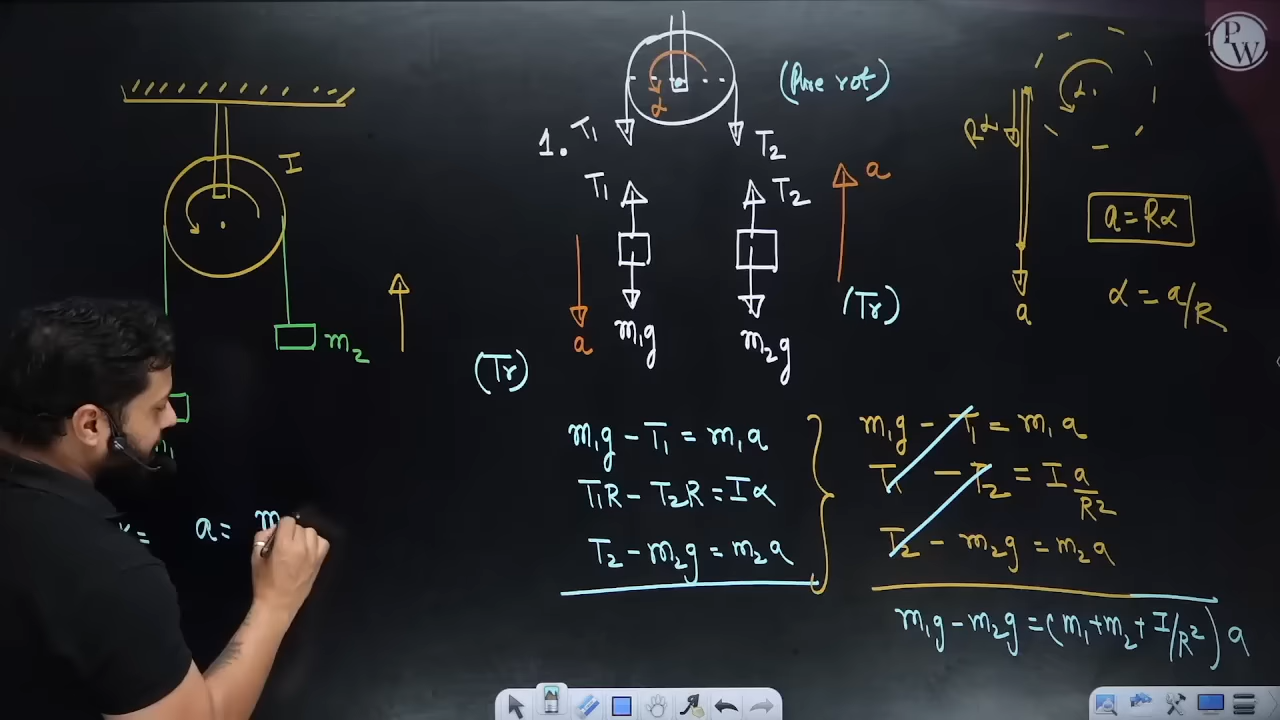 PW
I
m₂
a = m
(Pure rot)
α
1.
T₁
T₂
T₁
T₂
a
a
m₁g
m₂g
(Tr)
(Tr)
m₁g - T₁ = m₁a
T₁R - T₂R = Iα
T₂ - m₂g = m₂a
α
Rα
a
a = Rα
α = a/R
m₁g - T₁ = m₁a
T₁ - T₂ = I a/R²
T₂ - m₂g = m₂a
m₁g - m₂g = (m₁ + m₂ + I/R²) a